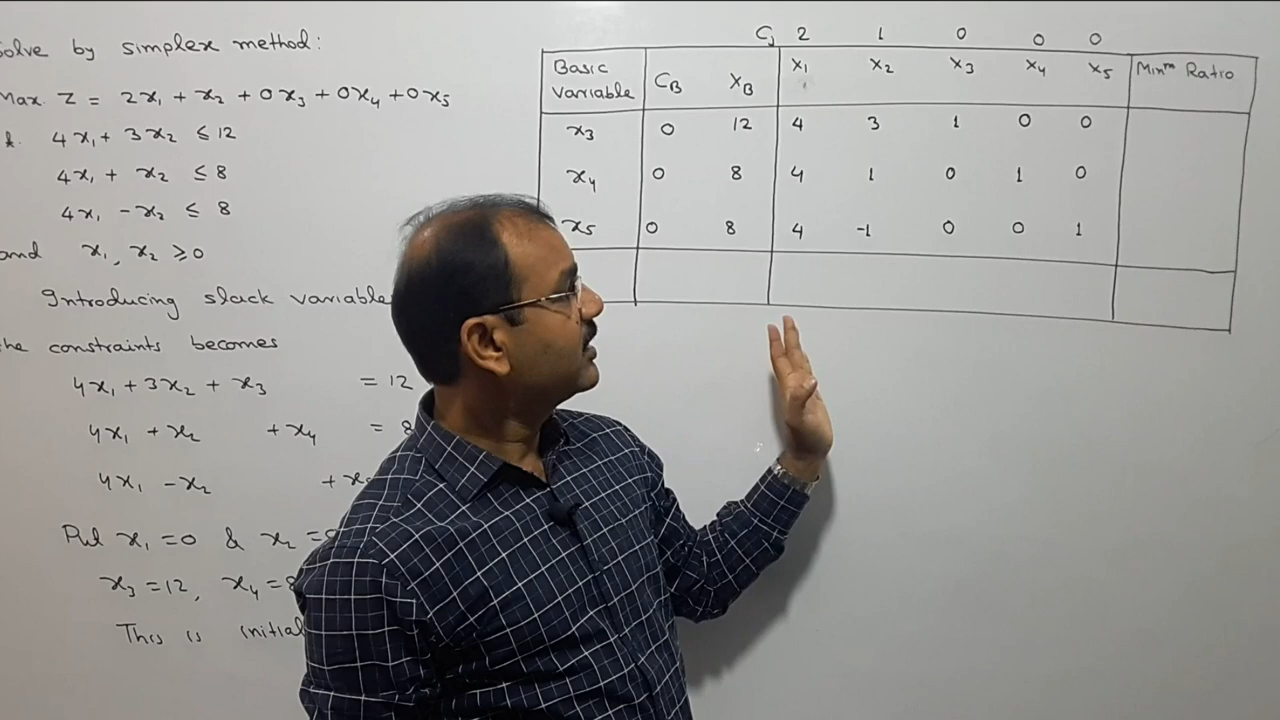 Solve by simplex method:
Max. Z = 2x₁ + x₂ + 0x₃ + 0x₄ + 0x₅
t. 4x₁ + 3x₂ ≤ 12
4x₁ + x₂ ≤ 8
4x₁ - x₂ ≤ 8
and x₁, x₂ ≥ 0
Introducing slack variable
the constraints becomes
4x₁ + 3x₂ + x₃ = 12
4x₁ + x₂ + x₄ = 8
4x₁ - x₂ + x
Put x₁ = 0 & x₂ = 0
x₃ = 12, x₄ = 8
This is initial
Cj 2 1 0 0 0
Basic Variable C_B X_B x₁ x₂ x₃ x₄ x₅ Minᵐ Ratio
x₃ 0 12 4 3 1 0 0
x₄ 0 8 4 1 0 1 0
x₅ 0 8 4 -1 0 0 1